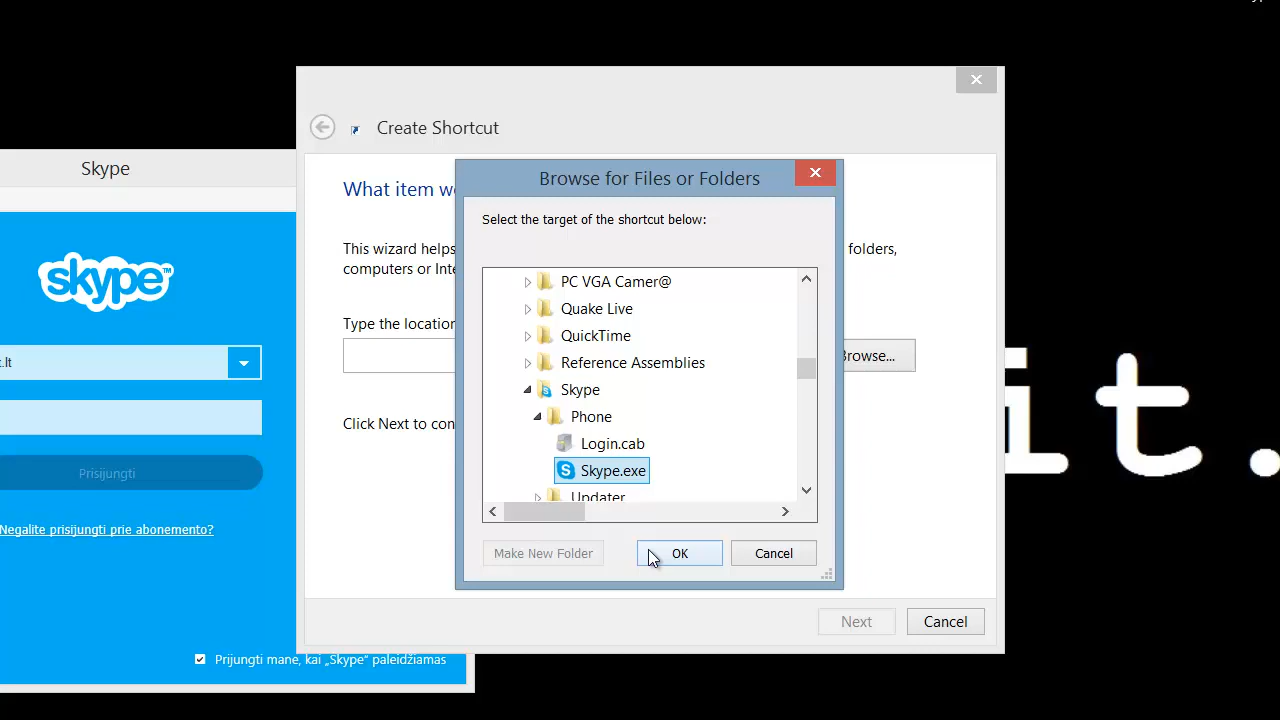 Create Shortcut
Skype
What item w
Browse for Files or Folders
Select the target of the shortcut below:
This wizard helps
folders,
computers or Inte
skype™
PC VGA Camer@
Quake Live
QuickTime
Reference Assemblies
Skype
Phone
Login.cab
Skype.exe
Updater
Type the location
Browse...
.lt
Click Next to con
Prisijungti
Negalite prisijungti prie abonemento?
Make New Folder
OK
Cancel
Next
Cancel
Prijungti mane, kai „Skype“ paleidžiamas
it.